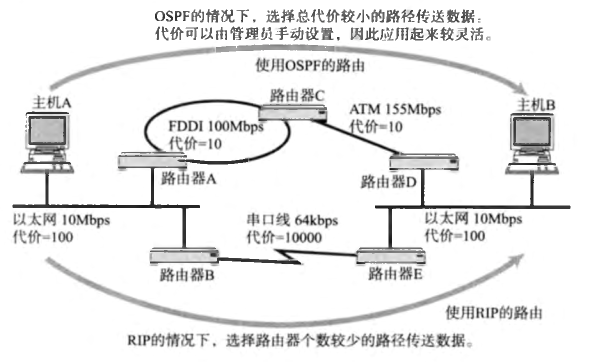 OSPF的情况下，选择总代价较小的路径传送数据。
代价可以由管理员手动设置，因此应用起来较灵活。
使用OSPF的路由
主机A
路由器C
ATM 155Mbps
代价=10
主机B
FDDI 100Mbps
代价=10
路由器A
路由器D
以太网 10Mbps
代价=100
串口线 64kbps
代价=10000
以太网 10Mbps
代价=100
路由器B
路由器E
使用RIP的路由
RIP的情况下，选择路由器个数较少的路径传送数据。